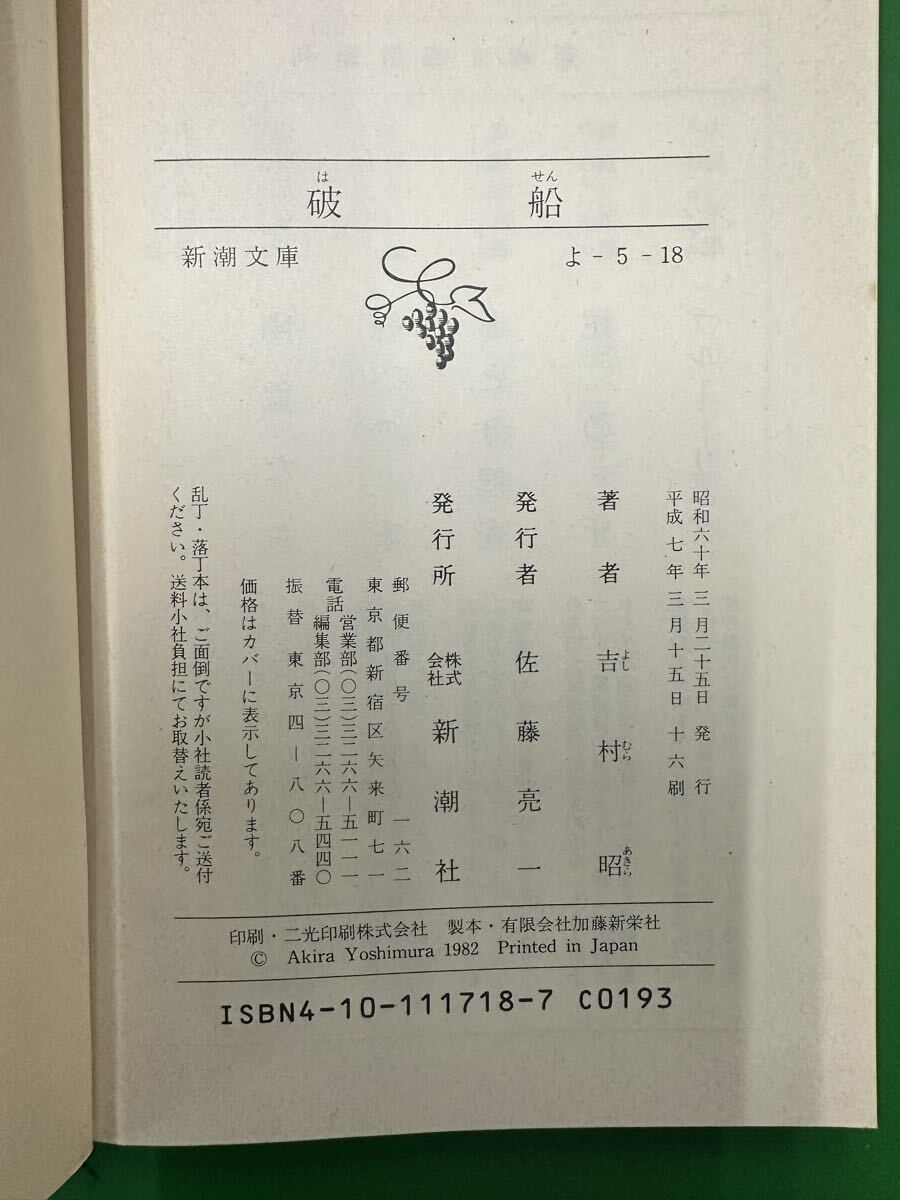 破船
はせん
新潮文庫
よ-5-18
昭和六十年三月二十五日発行
平成七年三月十五日十六刷
著者 吉村昭
よしむらあきら
発行者 佐藤亮一
発行所 株式会社新潮社
郵便番号 一六二
東京都新宿区矢来町七一
電話 営業部(〇三)三二六六―五一一一
編集部(〇三)三二六六―五四四〇
振替 東京四―八〇八番
価格はカバーに表示してあります。
乱丁・落丁本は、ご面倒ですが小社読者係宛ご送付
ください。送料小社負担にてお取替えいたします。
印刷・二光印刷株式会社 製本・有限会社加藤新栄社
© Akira Yoshimura 1982 Printed in Japan
ISBN4-10-111718-7 C0193